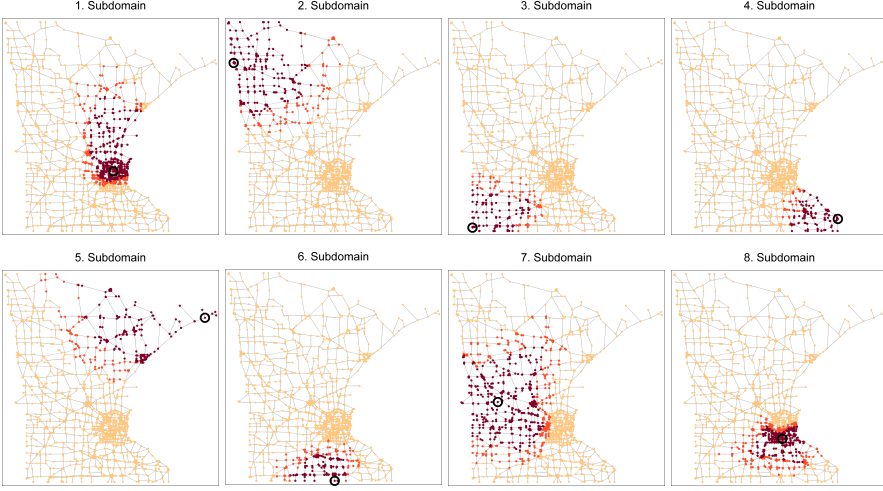 1. Subdomain
2. Subdomain
3. Subdomain
4. Subdomain
5. Subdomain
6. Subdomain
7. Subdomain
8. Subdomain